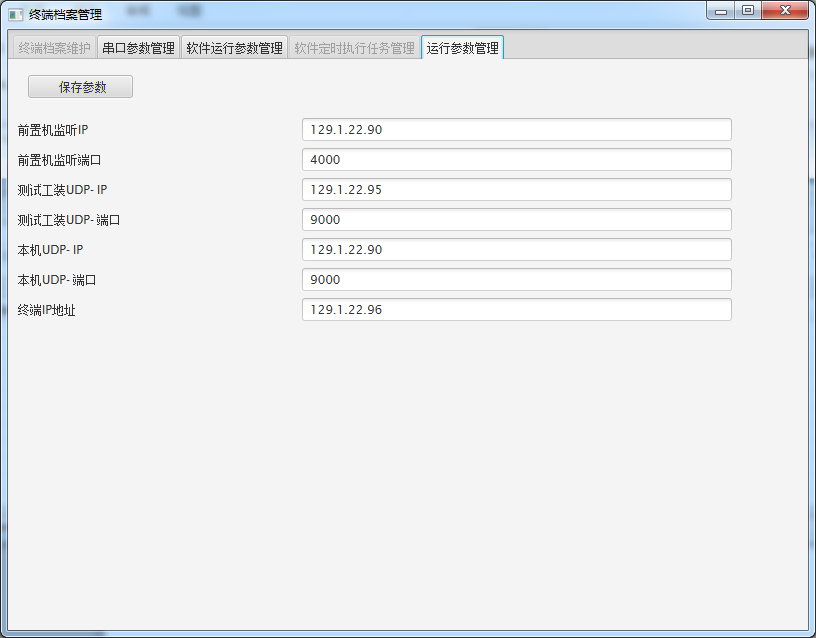 终端档案管理
终端档案维护 串口参数管理 软件运行参数管理 软件定时执行任务管理 运行参数管理
保存参数
前置机监听IP 129.1.22.90
前置机监听端口 4000
测试工装UDP- IP 129.1.22.95
测试工装UDP- 端口 9000
本机UDP- IP 129.1.22.90
本机UDP- 端口 9000
终端IP地址 129.1.22.96